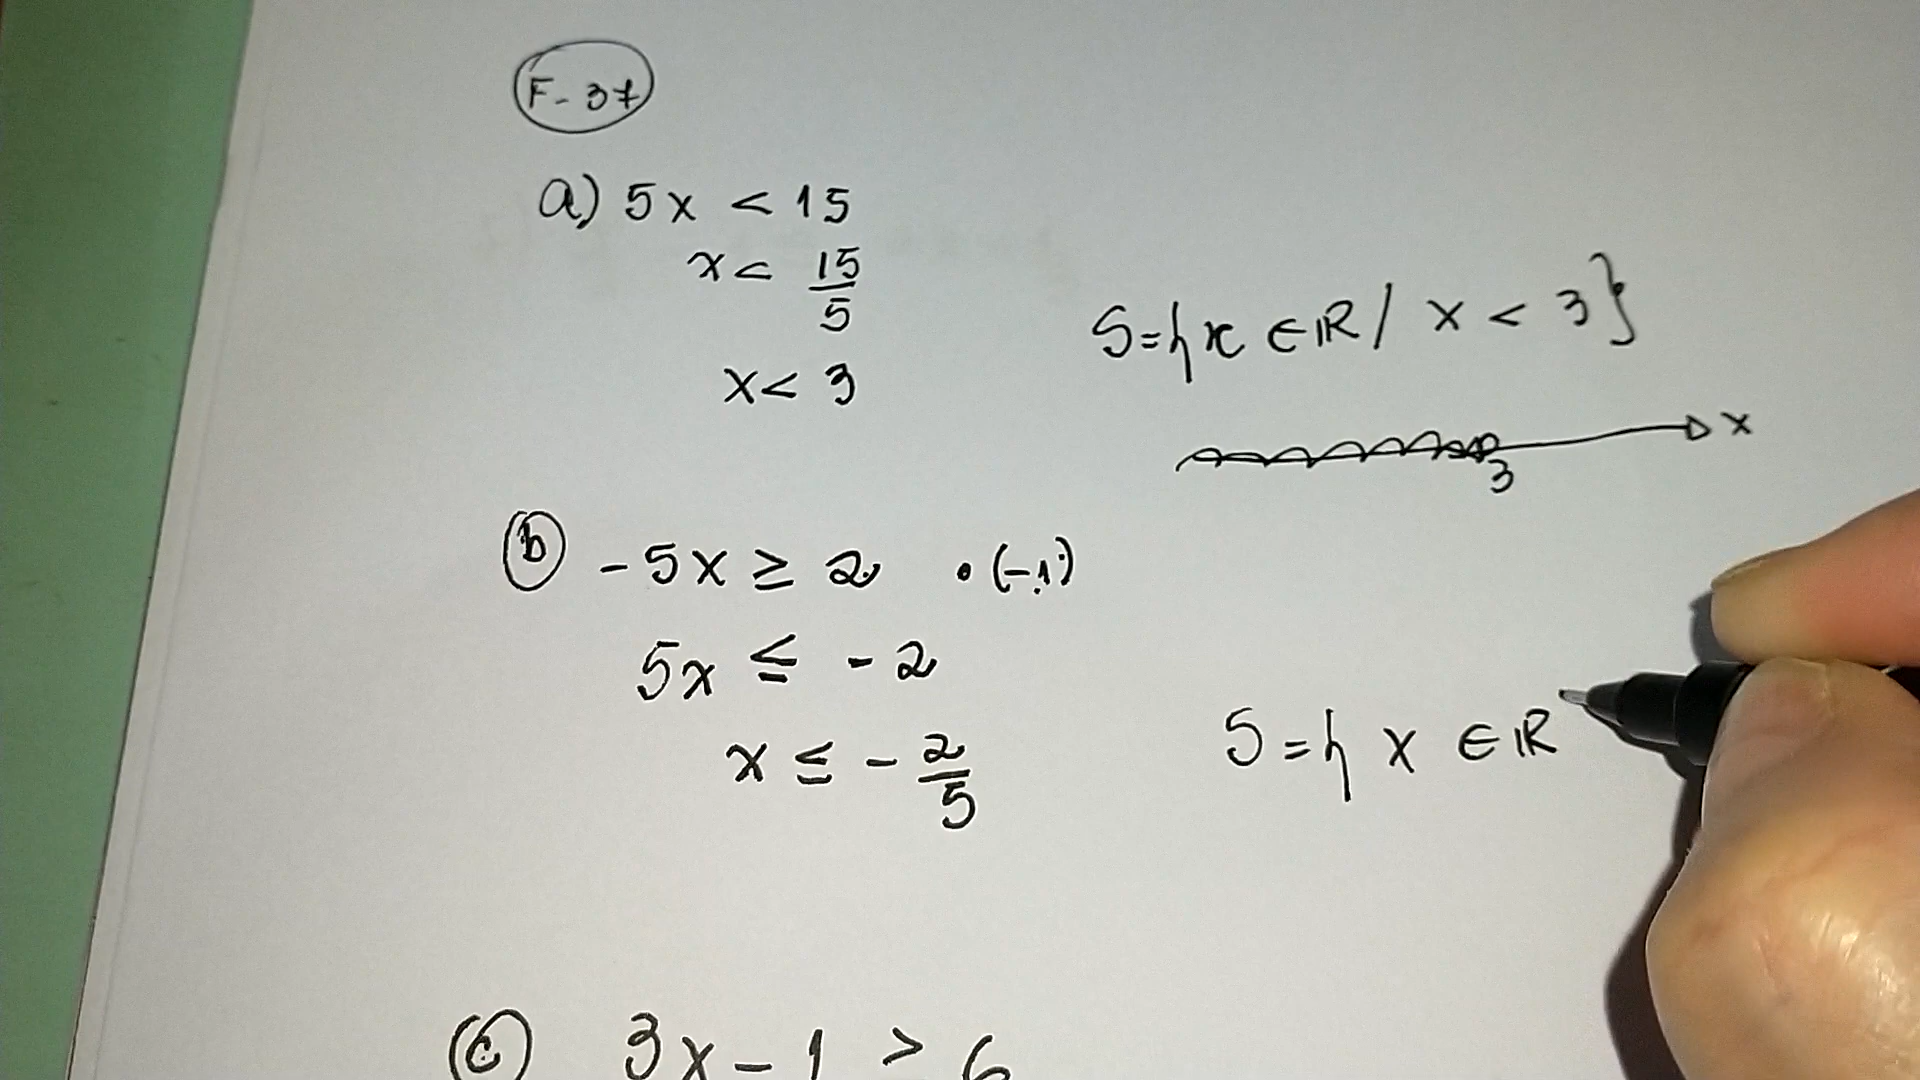 F-37
a) 5x < 15
x < 15/5
x < 3
S={x ∈ ℝ / x < 3}
x
3
b -5x ≥ 2 •(-1)
5x ≤ -2
x ≤ -2/5
S={ x ∈ ℝ
c 3x-1 > 6